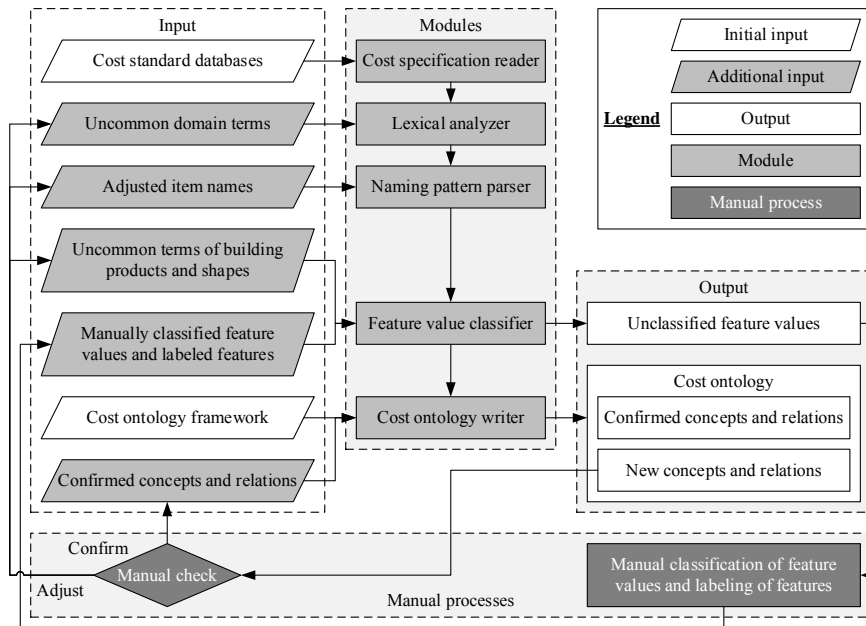 Input
Cost standard databases
Uncommon domain terms
Adjusted item names
Uncommon terms of building
products and shapes
Manually classified feature
values and labeled features
Cost ontology framework
Confirmed concepts and relations
Modules
Cost specification reader
Lexical analyzer
Naming pattern parser
Feature value classifier
Cost ontology writer
Legend
Initial input
Additional input
Output
Module
Manual process
Output
Unclassified feature values
Cost ontology
Confirmed concepts and relations
New concepts and relations
Confirm
Adjust
Manual check
Manual processes
Manual classification of feature
values and labeling of features